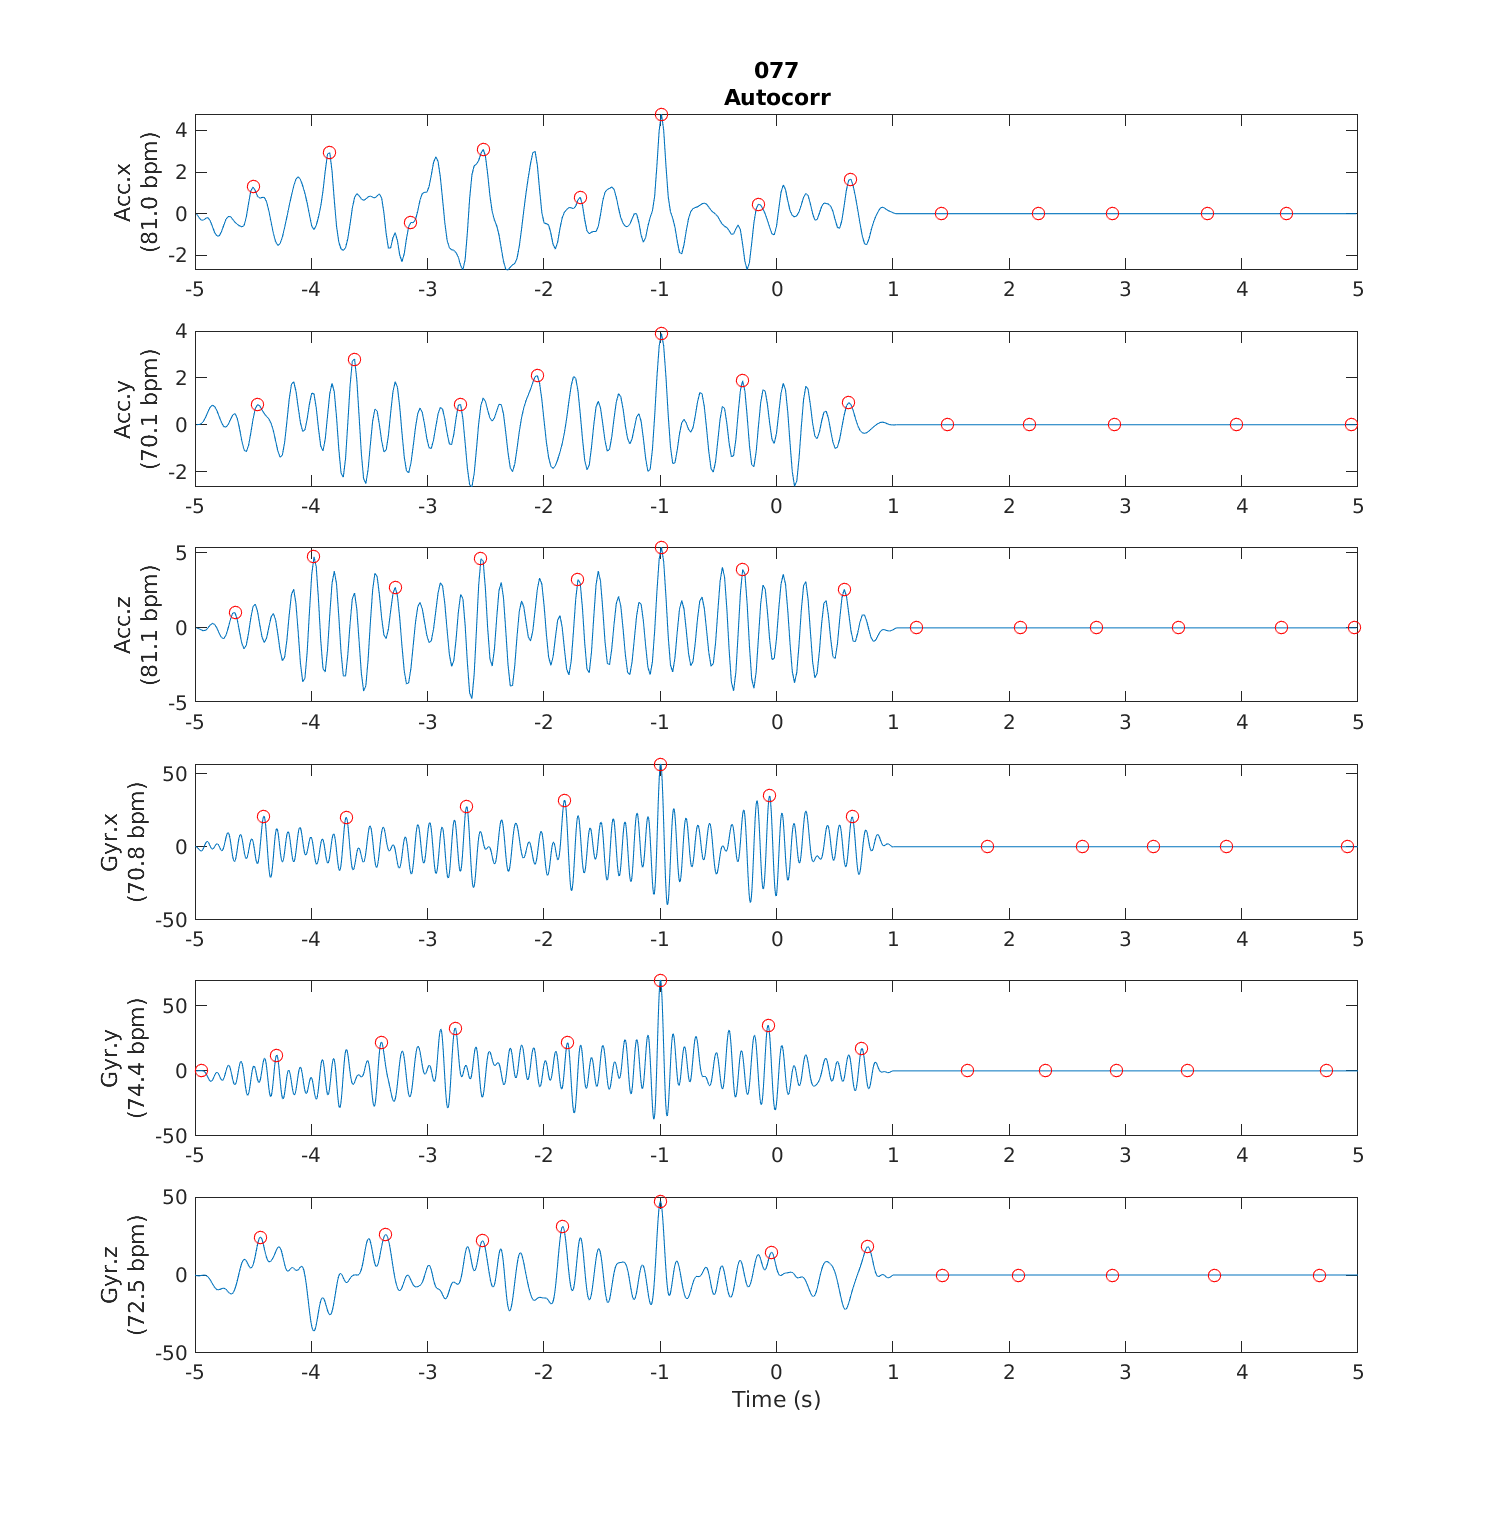 077
Autocorr
Acc.x
(81.0 bpm)
4
2
0
-2
-5 -4 -3 -2 -1 0 1 2 3 4 5
Acc.y
(70.1 bpm)
4
2
0
-2
-5 -4 -3 -2 -1 0 1 2 3 4 5
Acc.z
(81.1 bpm)
5
0
-5
-5 -4 -3 -2 -1 0 1 2 3 4 5
Gyr.x
(70.8 bpm)
50
0
-50
-5 -4 -3 -2 -1 0 1 2 3 4 5
Gyr.y
(74.4 bpm)
50
0
-50
-5 -4 -3 -2 -1 0 1 2 3 4 5
Gyr.z
(72.5 bpm)
50
0
-50
-5 -4 -3 -2 -1 0 1 2 3 4 5
Time (s)